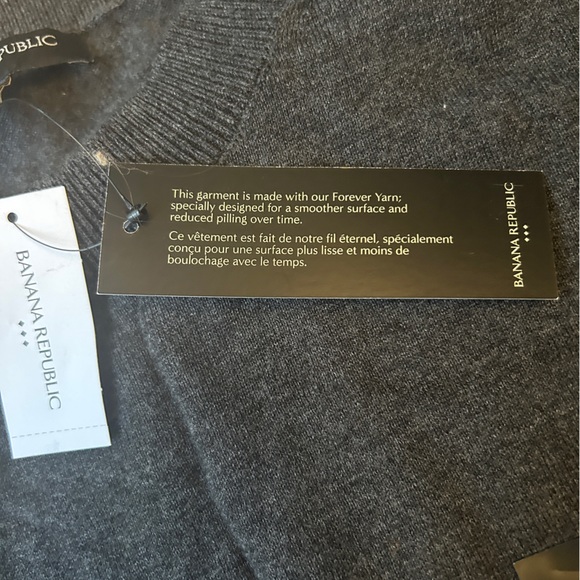 PUBLIC
This garment is made with our Forever Yarn;
specially designed for a smoother surface and
reduced pilling over time.
Ce vêtement est fait de notre fil éternel, spécialement
conçu pour une surface plus lisse et moins de
boulochage avec le temps.
BANANA REPUBLIC
BANANA REPUBLIC